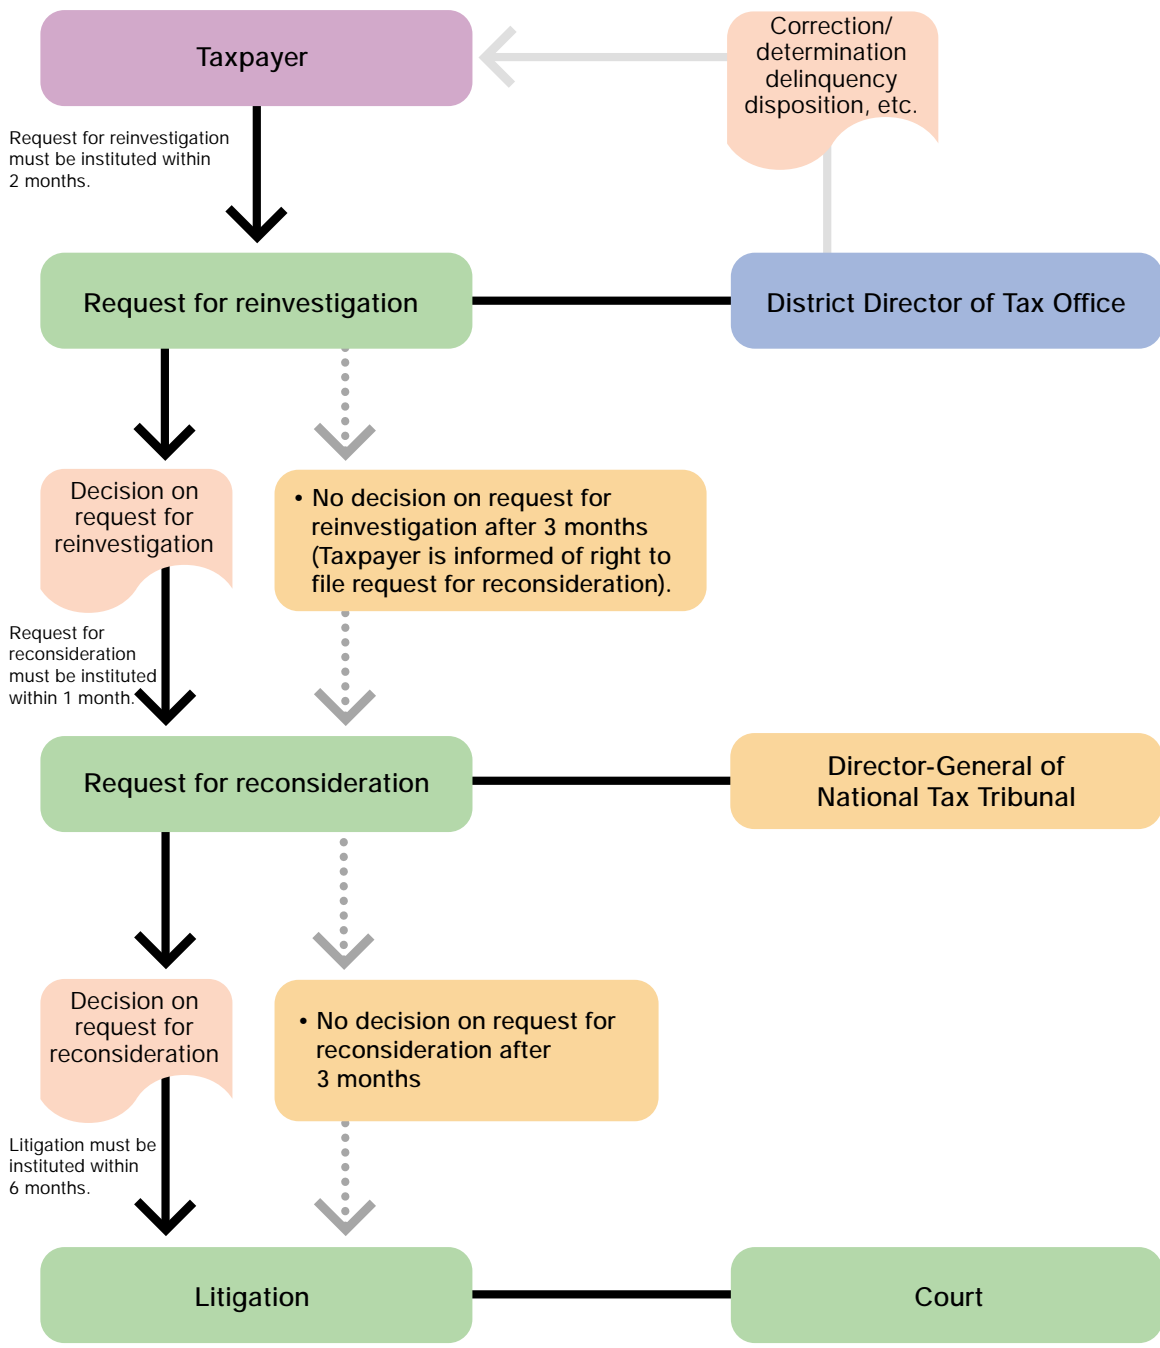 Taxpayer
Correction/
determination
delinquency
disposition, etc.
Request for reinvestigation
must be instituted within
2 months.
Request for reinvestigation
District Director of Tax Office
Decision on
request for
reinvestigation
• No decision on request for
reinvestigation after 3 months
(Taxpayer is informed of right to
file request for reconsideration).
Request for
reconsideration
must be instituted
within 1 month.
Request for reconsideration
Director-General of
National Tax Tribunal
Decision on
request for
reconsideration
• No decision on request for
reconsideration after
3 months
Litigation must be
instituted within
6 months.
Litigation
Court